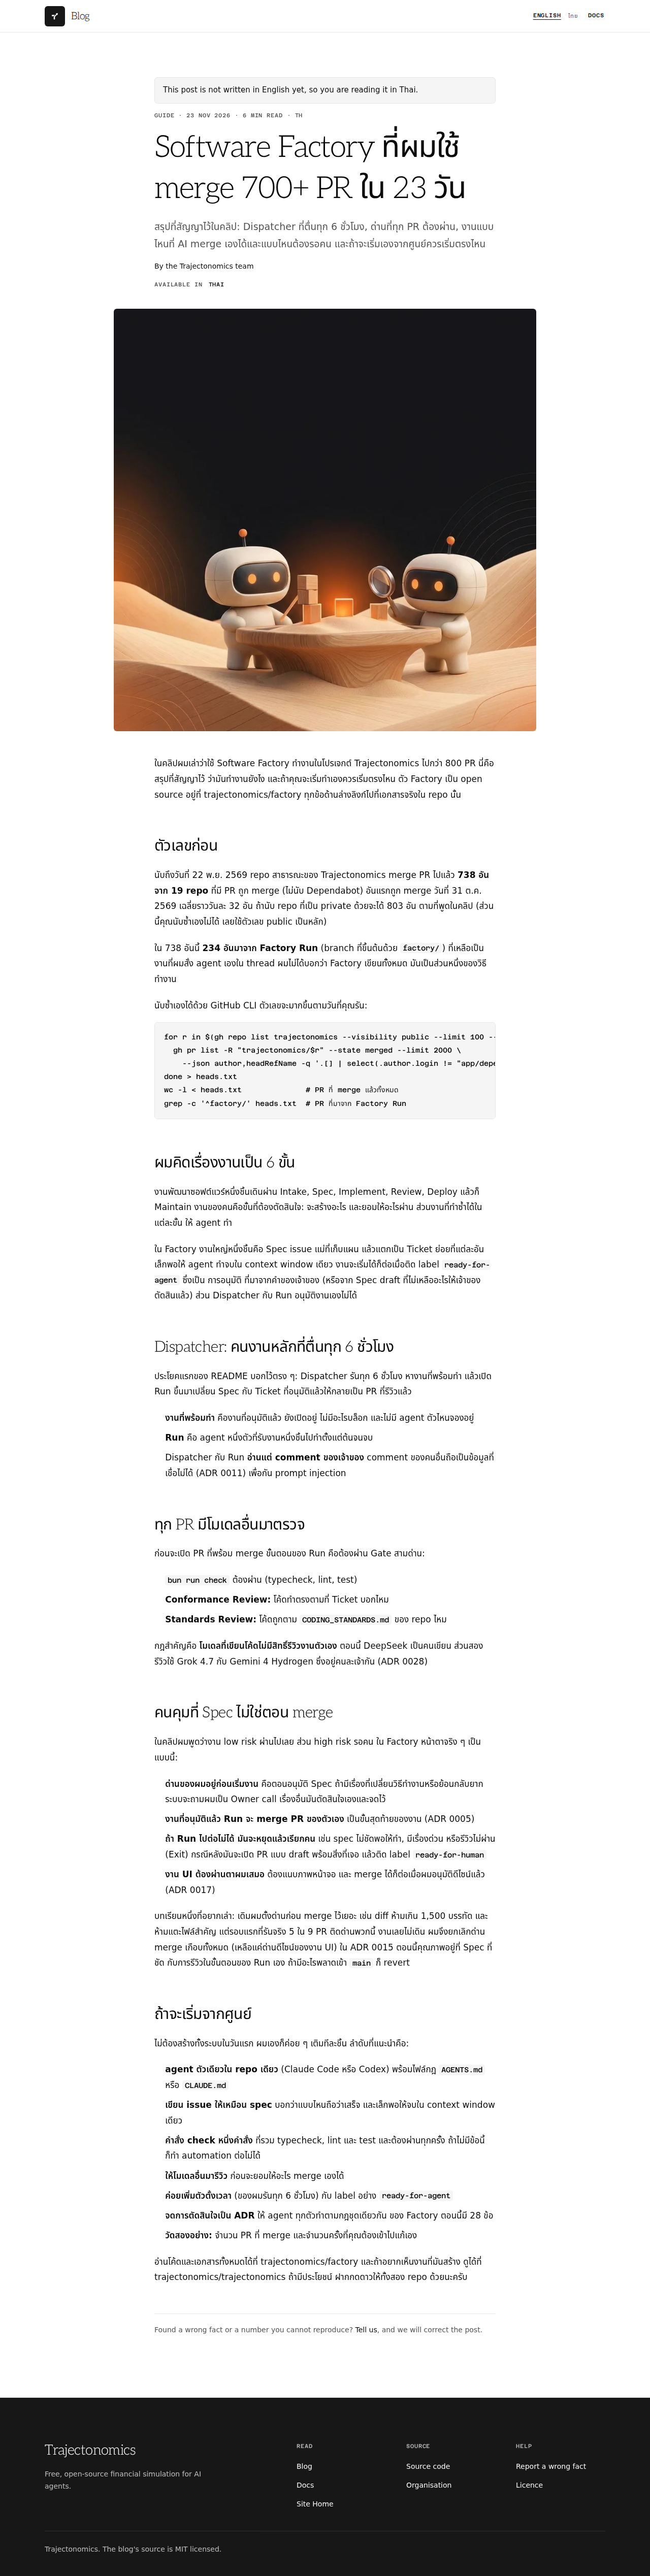 Blog
ENGLISH ไทย DOCS
This post is not written in English yet, so you are reading it in Thai.
GUIDE · 23 NOV 2026 · 6 MIN READ · TH
Software Factory ที่ผมใช้
merge 700+ PR ใน 23 วัน
สรุปที่สัญญาไว้ในคลิป: Dispatcher ที่ตื่นทุก 6 ชั่วโมง, ด่านที่ทุก PR ต้องผ่าน, งานแบบ
ไหนที่ AI merge เองได้และแบบไหนต้องรอคน และถ้าจะเริ่มเองจากศูนย์ควรเริ่มตรงไหน
By the Trajectonomics team
AVAILABLE IN THAI
ในคลิปผมเล่าว่าใช้ Software Factory ทำงานในโปรเจกต์ Trajectonomics ไปกว่า 800 PR นี่คือ
สรุปที่สัญญาไว้ ว่ามันทำงานยังไง และถ้าคุณจะเริ่มทำเองควรเริ่มตรงไหน ตัว Factory เป็น open
source อยู่ที่ trajectonomics/factory ทุกข้อด้านล่างลิงก์ไปที่เอกสารจริงใน repo นั้น
ตัวเลขก่อน
นับถึงวันที่ 22 พ.ย. 2569 repo สาธารณะของ Trajectonomics merge PR ไปแล้ว 738 อัน
จาก 19 repo ที่มี PR ถูก merge (ไม่นับ Dependabot) อันแรกถูก merge วันที่ 31 ต.ค.
2569 เฉลี่ยราววันละ 32 อัน ถ้านับ repo ที่เป็น private ด้วยจะได้ 803 อัน ตามที่พูดในคลิป (ส่วน
นี้คุณนับซ้ำเองไม่ได้ เลยใช้ตัวเลข public เป็นหลัก)
ใน 738 อันนี้ 234 อันมาจาก Factory Run (branch ที่ขึ้นต้นด้วย factory/ ) ที่เหลือเป็น
งานที่ผมสั่ง agent เองใน thread ผมไม่ได้บอกว่า Factory เขียนทั้งหมด มันเป็นส่วนหนึ่งของวิธี
ทำงาน
นับซ้ำเองได้ด้วย GitHub CLI ตัวเลขจะมากขึ้นตามวันที่คุณรัน:
for r in $(gh repo list trajectonomics --visibility public --limit 100 --
gh pr list -R "trajectonomics/$r" --state merged --limit 2000 \
--json author,headRefName -q '.[] | select(.author.login != "app/depe
done > heads.txt
wc -l < heads.txt # PR ที่ merge แล้วทั้งหมด
grep -c '^factory/' heads.txt # PR ที่มาจาก Factory Run
ผมคิดเรื่องงานเป็น 6 ขั้น
งานพัฒนาซอฟต์แวร์หนึ่งชิ้นเดินผ่าน Intake, Spec, Implement, Review, Deploy แล้วก็
Maintain งานของคนคือขั้นที่ต้องตัดสินใจ: จะสร้างอะไร และยอมให้อะไรผ่าน ส่วนงานที่ทำซ้ำได้ใน
แต่ละขั้น ให้ agent ทำ
ใน Factory งานใหญ่หนึ่งชิ้นคือ Spec issue แม่ที่เก็บแผน แล้วแตกเป็น Ticket ย่อยที่แต่ละอัน
เล็กพอให้ agent ทำจบใน context window เดียว งานจะเริ่มได้ก็ต่อเมื่อติด label ready-for-
agent ซึ่งเป็น การอนุมัติ ที่มาจากคำของเจ้าของ (หรือจาก Spec draft ที่ไม่เหลืออะไรให้เจ้าของ
ตัดสินแล้ว) ส่วน Dispatcher กับ Run อนุมัติงานเองไม่ได้
Dispatcher: คนงานหลักที่ตื่นทุก 6 ชั่วโมง
ประโยคแรกของ README บอกไว้ตรง ๆ: Dispatcher รันทุก 6 ชั่วโมง หางานที่พร้อมทำ แล้วเปิด
Run ขึ้นมาเปลี่ยน Spec กับ Ticket ที่อนุมัติแล้วให้กลายเป็น PR ที่รีวิวแล้ว
งานที่พร้อมทำ คืองานที่อนุมัติแล้ว ยังเปิดอยู่ ไม่มีอะไรบล็อก และไม่มี agent ตัวไหนจองอยู่
Run คือ agent หนึ่งตัวที่รับงานหนึ่งชิ้นไปทำตั้งแต่ต้นจนจบ
Dispatcher กับ Run อ่านแต่ comment ของเจ้าของ comment ของคนอื่นถือเป็นข้อมูลที่
เชื่อไม่ได้ (ADR 0011) เพื่อกัน prompt injection
ทุก PR มีโมเดลอื่นมาตรวจ
ก่อนจะเปิด PR ที่พร้อม merge ขั้นตอนของ Run คือต้องผ่าน Gate สามด่าน:
bun run check ต้องผ่าน (typecheck, lint, test)
Conformance Review: โค้ดทำตรงตามที่ Ticket บอกไหม
Standards Review: โค้ดถูกตาม CODING_STANDARDS.md ของ repo ไหม
กฎสำคัญคือ โมเดลที่เขียนโค้ดไม่มีสิทธิ์รีวิวงานตัวเอง ตอนนี้ DeepSeek เป็นคนเขียน ส่วนสอง
รีวิวใช้ Grok 4.7 กับ Gemini 4 Hydrogen ซึ่งอยู่คนละเจ้ากัน (ADR 0028)
คนคุมที่ Spec ไม่ใช่ตอน merge
ในคลิปผมพูดว่างาน low risk ผ่านไปเลย ส่วน high risk รอคน ใน Factory หน้าตาจริง ๆ เป็น
แบบนี้:
ด่านของผมอยู่ก่อนเริ่มงาน คือตอนอนุมัติ Spec ถ้ามีเรื่องที่เปลี่ยนวิธีทำงานหรือย้อนกลับยาก
ระบบจะถามผมเป็น Owner call เรื่องอื่นมันตัดสินใจเองและจดไว้
งานที่อนุมัติแล้ว Run จะ merge PR ของตัวเอง เป็นขั้นสุดท้ายของงาน (ADR 0005)
ถ้า Run ไปต่อไม่ได้ มันจะหยุดแล้วเรียกคน เช่น spec ไม่ชัดพอให้ทำ, มีเรื่องด่วน หรือรีวิวไม่ผ่าน
(Exit) กรณีหลังมันจะเปิด PR แบบ draft พร้อมสิ่งที่เจอ แล้วติด label ready-for-human
งาน UI ต้องผ่านตาผมเสมอ ต้องแนบภาพหน้าจอ และ merge ได้ก็ต่อเมื่อผมอนุมัติดีไซน์แล้ว
(ADR 0017)
บทเรียนหนึ่งที่อยากเล่า: เดิมผมตั้งด่านก่อน merge ไว้เยอะ เช่น diff ห้ามเกิน 1,500 บรรทัด และ
ห้ามแตะไฟล์สำคัญ แต่รอบแรกที่รันจริง 5 ใน 9 PR ติดด่านพวกนี้ งานเลยไม่เดิน ผมจึงยกเลิกด่าน
merge เกือบทั้งหมด (เหลือแค่ด่านดีไซน์ของงาน UI) ใน ADR 0015 ตอนนี้คุณภาพอยู่ที่ Spec ที่
ชัด กับการรีวิวในขั้นตอนของ Run เอง ถ้ามีอะไรพลาดเข้า main ก็ revert
ถ้าจะเริ่มจากศูนย์
ไม่ต้องสร้างทั้งระบบในวันแรก ผมเองก็ค่อย ๆ เติมทีละชิ้น ลำดับที่แนะนำคือ:
agent ตัวเดียวใน repo เดียว (Claude Code หรือ Codex) พร้อมไฟล์กฎ AGENTS.md
หรือ CLAUDE.md
เขียน issue ให้เหมือน spec บอกว่าแบบไหนถือว่าเสร็จ และเล็กพอให้จบใน context window
เดียว
คำสั่ง check หนึ่งคำสั่ง ที่รวม typecheck, lint และ test และต้องผ่านทุกครั้ง ถ้าไม่มีข้อนี้
ก็ทำ automation ต่อไม่ได้
ให้โมเดลอื่นมารีวิว ก่อนจะยอมให้อะไร merge เองได้
ค่อยเพิ่มตัวตั้งเวลา (ของผมรันทุก 6 ชั่วโมง) กับ label อย่าง ready-for-agent
จดการตัดสินใจเป็น ADR ให้ agent ทุกตัวทำตามกฎชุดเดียวกัน ของ Factory ตอนนี้มี 28 ข้อ
วัดสองอย่าง: จำนวน PR ที่ merge และจำนวนครั้งที่คุณต้องเข้าไปแก้เอง
อ่านโค้ดและเอกสารทั้งหมดได้ที่ trajectonomics/factory และถ้าอยากเห็นงานที่มันสร้าง ดูได้ที่
trajectonomics/trajectonomics ถ้ามีประโยชน์ ฝากกดดาวให้ทั้งสอง repo ด้วยนะครับ
Found a wrong fact or a number you cannot reproduce? Tell us, and we will correct the post.
Trajectonomics
Free, open-source financial simulation for AI
agents.
READ
Blog
Docs
Site Home
SOURCE
Source code
Organisation
HELP
Report a wrong fact
Licence
Trajectonomics. The blog's source is MIT licensed.